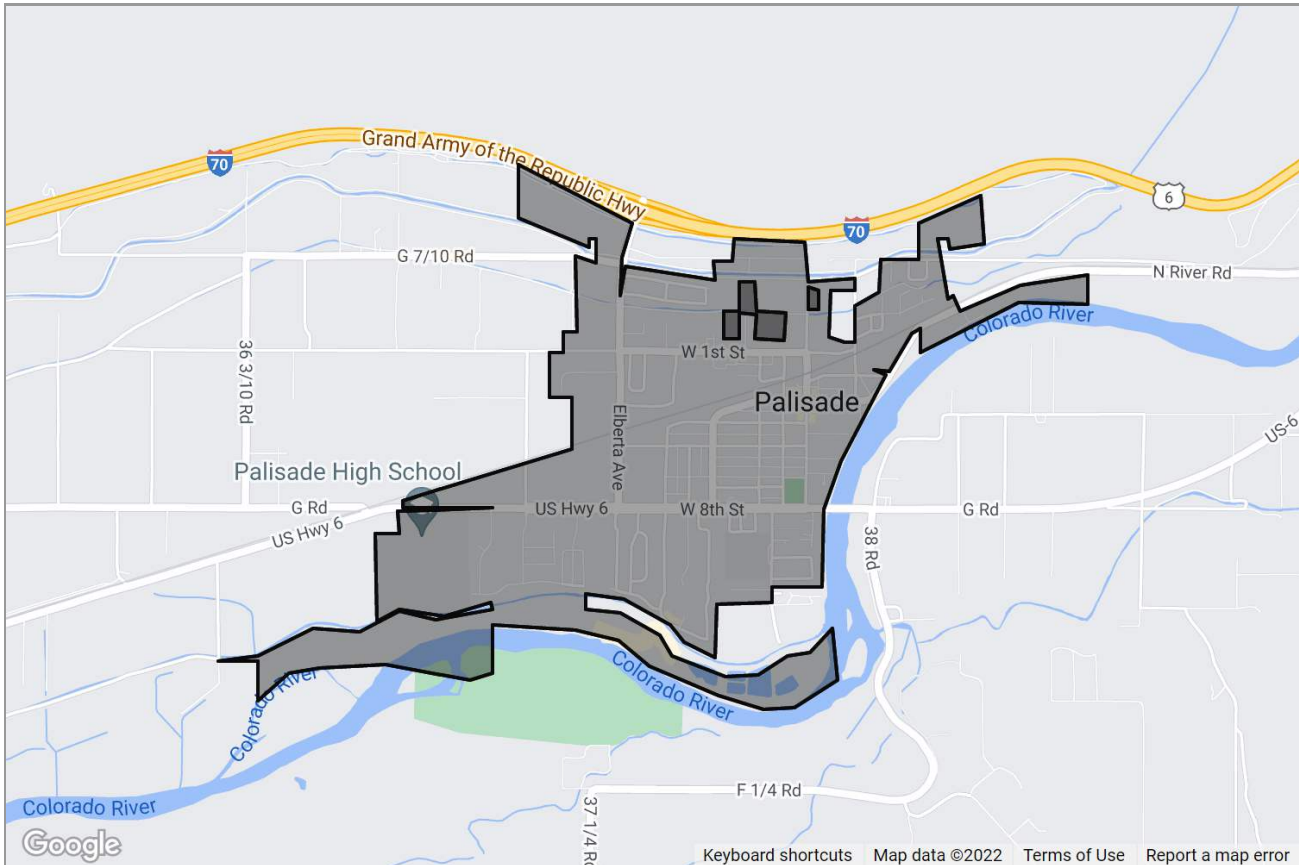 Grand Army of the Republic Hwy
70
6
70
G 7/10 Rd
N River Rd
Colorado River
36 3/10 Rd
W 1st St
Elberta Ave
Palisade
US-6
Palisade High School
G Rd
US Hwy 6
US Hwy 6
W 8th St
G Rd
38 Rd
Colorado River
Colorado River
Colorado River
F 1/4 Rd
37 1/4 Rd
Google
Keyboard shortcuts Map data ©2022 Terms of Use Report a map error